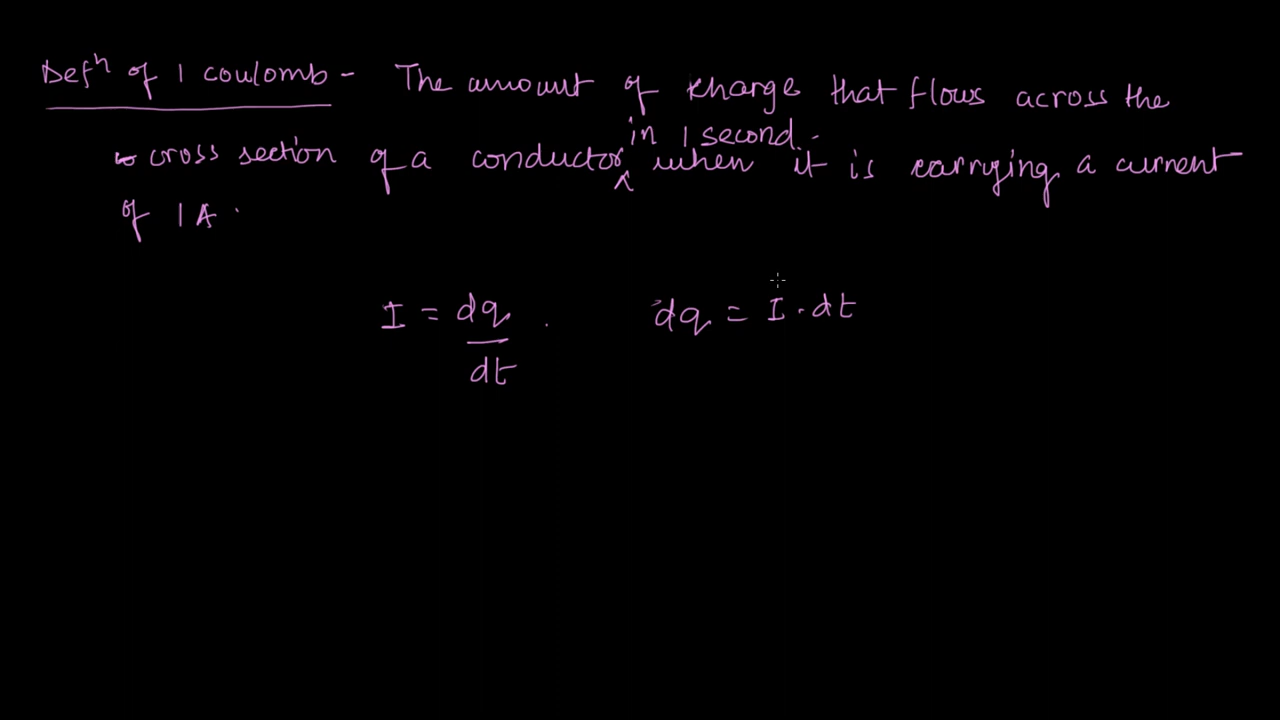 Defⁿ of 1 coulomb - The amount of charge that flows across the
cross section of a conductor in 1 second. when it is carrying a current
of 1 A.
I = dq/dt . dq = I . dt